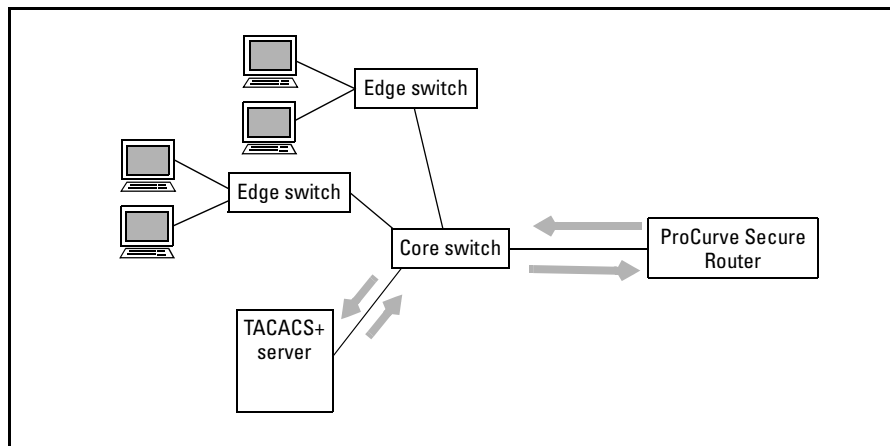 Edge switch
Edge switch
Core switch
ProCurve Secure
Router
TACACS+
server